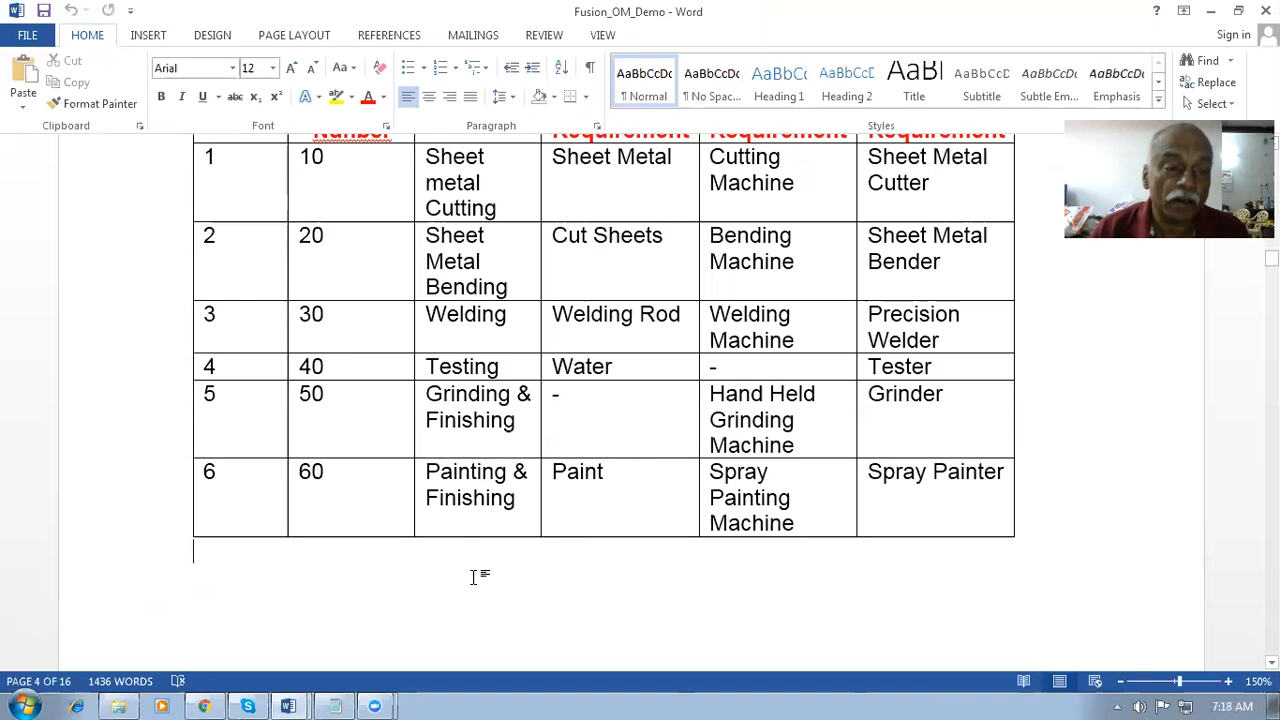 Fusion_OM_Demo - Word
FILE HOME INSERT DESIGN PAGE LAYOUT REFERENCES MAILINGS REVIEW VIEW Sign in
Cut
Copy
Format Painter
Paste
Arial 12
AaBbCcDc AaBbCcDc AaBbCc AaBbCcC AaBbC AaBbCcD AaBbCcDc AaBbCcDc
¶ Normal ¶ No Spac... Heading 1 Heading 2 Title Subtitle Subtle Em... Emphasis
Find
Replace
Select
Clipboard Font Paragraph Styles Editing
Number Requirement Requirement Requirement
1 10 Sheet metal Cutting Sheet Metal Cutting Machine Sheet Metal Cutter
2 20 Sheet Metal Bending Cut Sheets Bending Machine Sheet Metal Bender
3 30 Welding Welding Rod Welding Machine Precision Welder
4 40 Testing Water - Tester
5 50 Grinding & Finishing - Hand Held Grinding Machine Grinder
6 60 Painting & Finishing Paint Spray Painting Machine Spray Painter
PAGE 4 OF 16 1436 WORDS 150%
7:18 AM